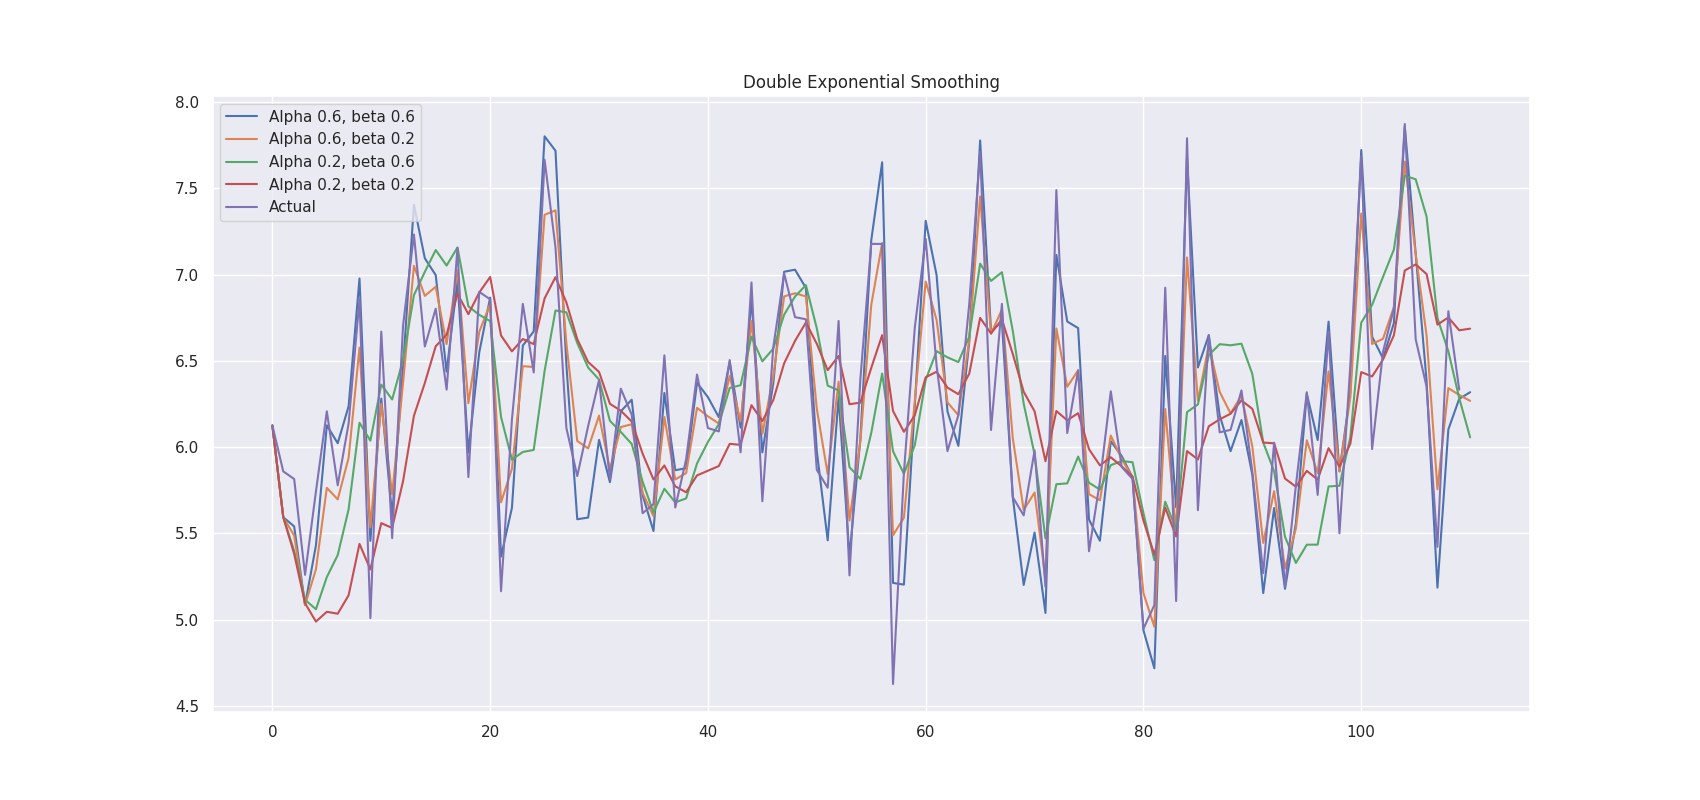 Double Exponential Smoothing
8.0
7.5
7.0
6.5
6.0
5.5
5.0
4.5
Alpha 0.6, beta 0.6
Alpha 0.6, beta 0.2
Alpha 0.2, beta 0.6
Alpha 0.2, beta 0.2
Actual
0 20 40 60 80 100